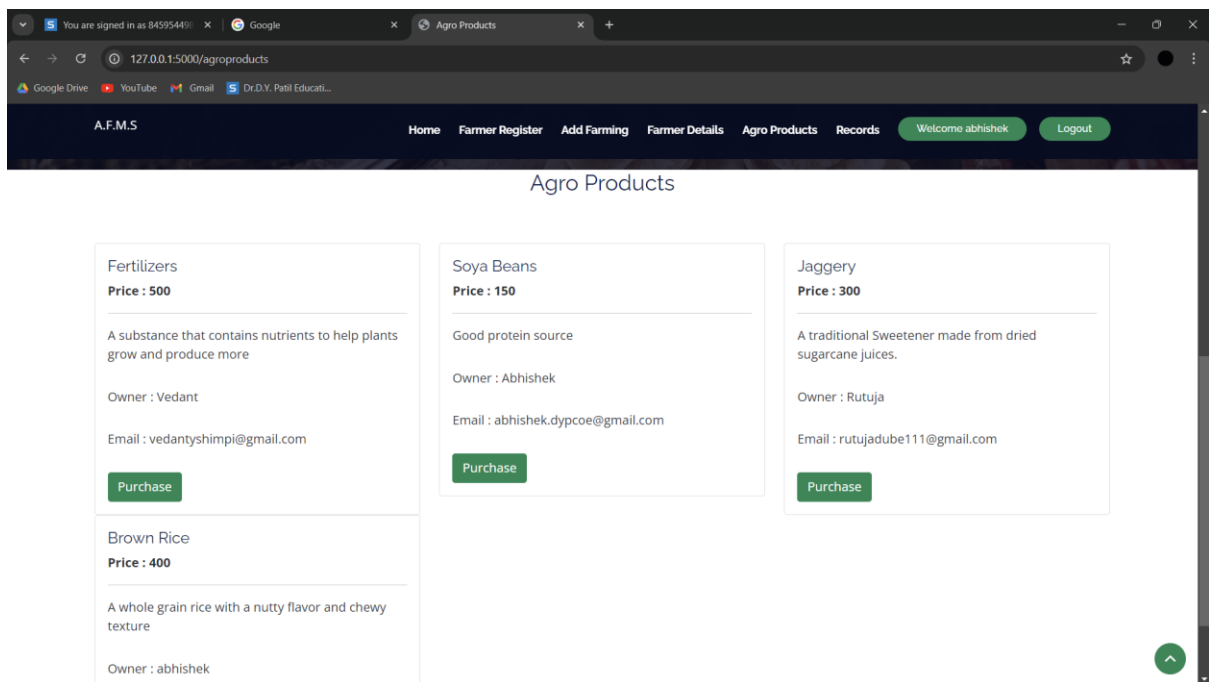 You are signed in as 845954498
Google
Agro Products
127.0.0.1:5000/agroproducts
Google Drive
YouTube
Gmail
Dr.D.Y. Patil Educati...
A.F.M.S
Home
Farmer Register
Add Farming
Farmer Details
Agro Products
Records
Welcome abhishek
Logout
Agro Products
Fertilizers
Price : 500
A substance that contains nutrients to help plants
grow and produce more
Owner : Vedant
Email : vedantyshimpi@gmail.com
Purchase
Soya Beans
Price : 150
Good protein source
Owner : Abhishek
Email : abhishek.dypcoe@gmail.com
Purchase
Jaggery
Price : 300
A traditional Sweetener made from dried
sugarcane juices.
Owner : Rutuja
Email : rutujadube111@gmail.com
Purchase
Brown Rice
Price : 400
A whole grain rice with a nutty flavor and chewy
texture
Owner : abhishek